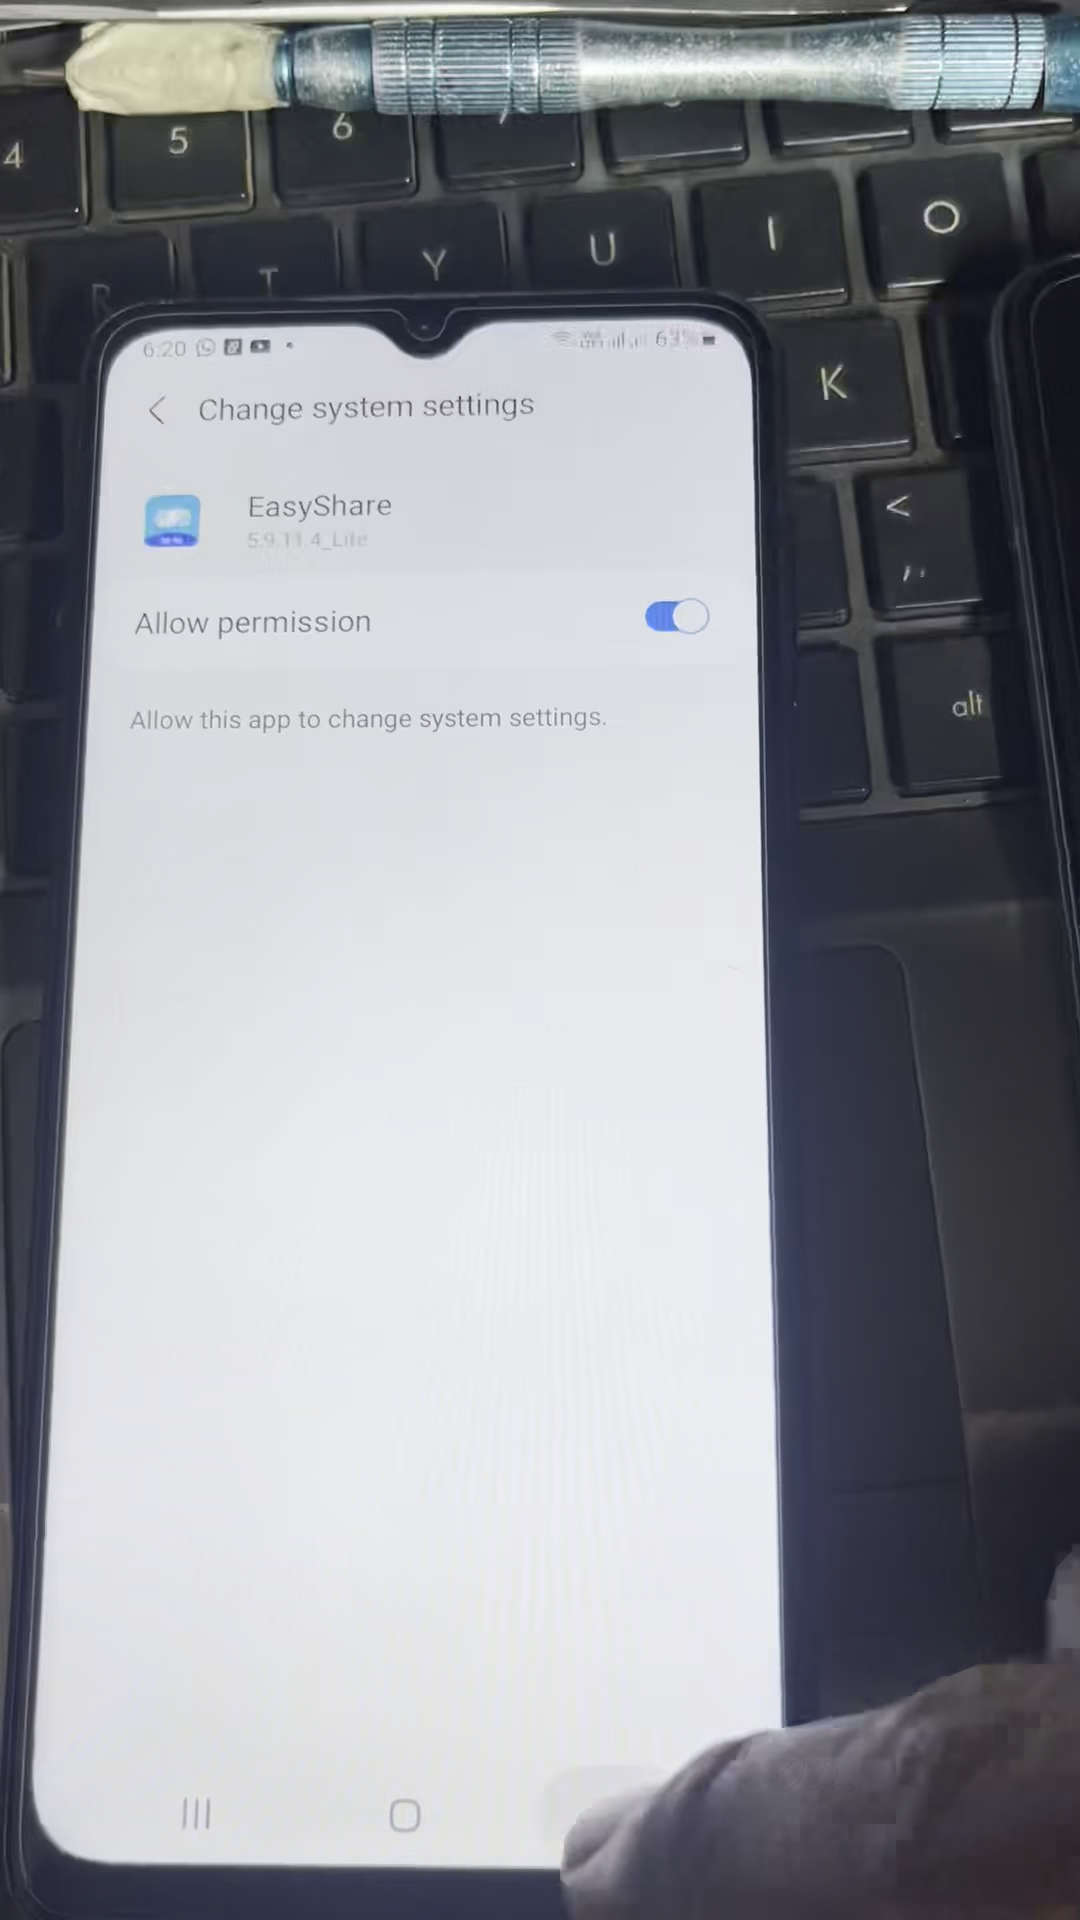 4
5
6
T
Y
U
I
O
6:20
63%
K
Change system settings
EasyShare
5.9.11.4_Lite
<
,
Allow permission
alt
Allow this app to change system settings.